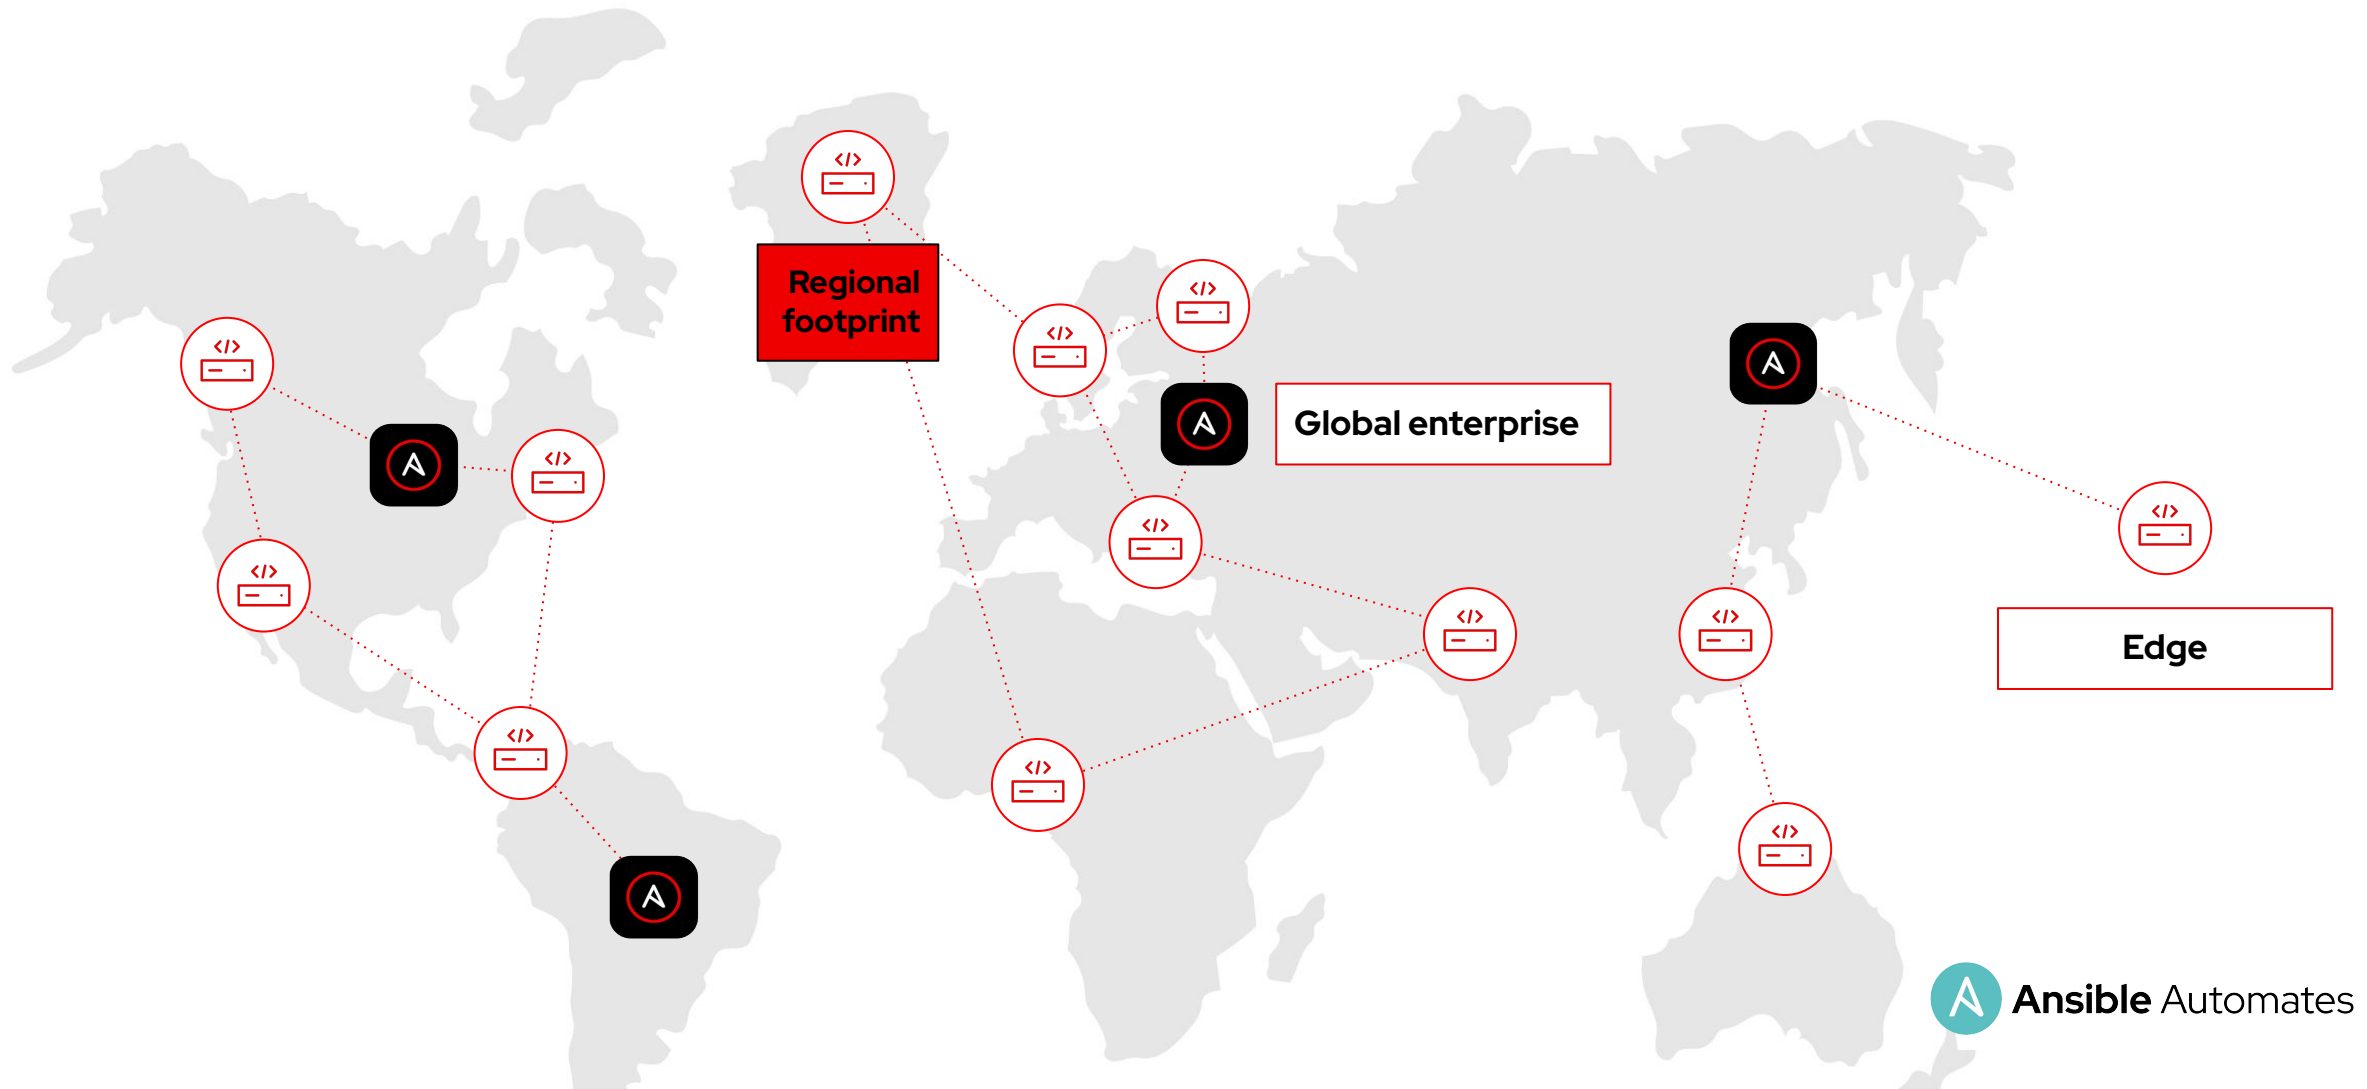 </>
Regional
footprint
</>
</>
</>
Global enterprise
</>
</>
</>
</>
</>
</>
Edge
</>
</>
</>
</>
Ansible Automates